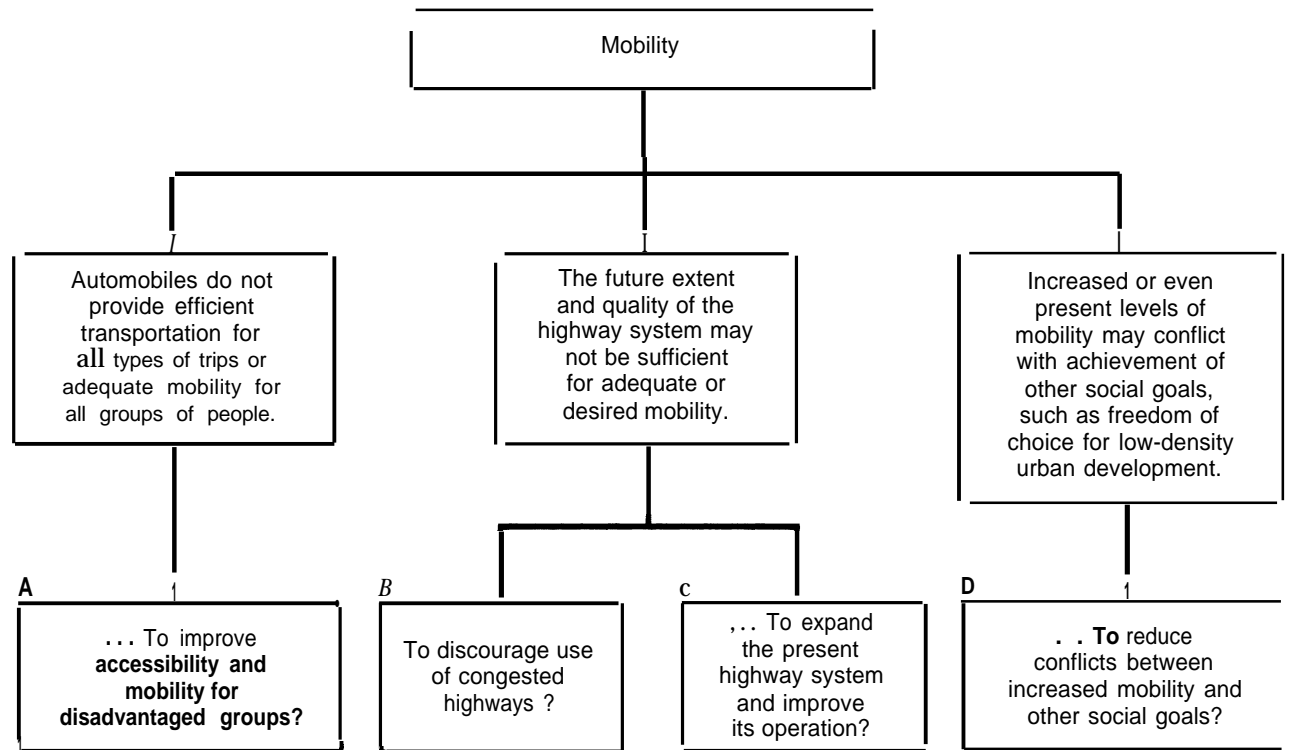 Mobility
Automobiles do not
provide efficient
transportation for
all types of trips or
adequate mobility for
all groups of people.
The future extent
and quality of the
highway system may
not be sufficient
for adequate or
desired mobility.
Increased or even
present levels of
mobility may conflict
with achievement of
other social goals,
such as freedom of
choice for low-density
urban development.
A
... To improve
accessibility and
mobility for
disadvantaged groups?
B
To discourage use
of congested
highways ?
c
,.. To expand
the present
highway system
and improve
its operation?
D
. . To reduce
conflicts between
increased mobility and
other social goals?